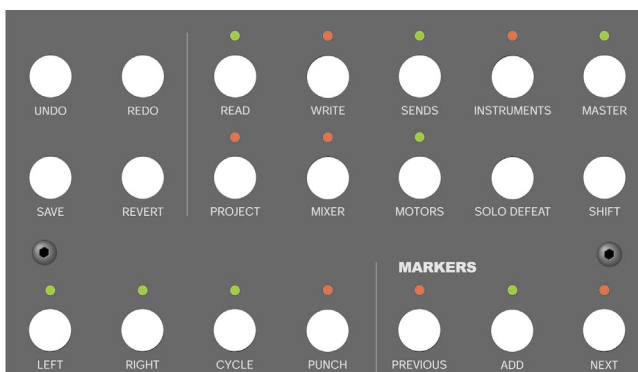 UNDO REDO READ WRITE SENDS INSTRUMENTS MASTER
SAVE REVERT PROJECT MIXER MOTORS SOLO DEFEAT SHIFT
MARKERS
LEFT RIGHT CYCLE PUNCH PREVIOUS ADD NEXT